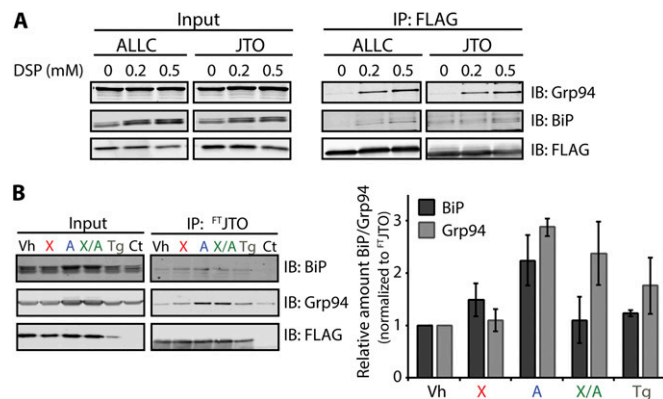 A
Input
IP: FLAG
ALLC JTO ALLC JTO
DSP (mM) 0 0.2 0.5 0 0.2 0.5 0 0.2 0.5 0 0.2 0.5
IB: Grp94
IB: BiP
IB: FLAG
B
Input IP: FTJTO
Vh X A X/A Tg Ct Vh X A X/A Tg Ct
IB: BiP
IB: Grp94
IB: FLAG
Relative amount BiP/Grp94
(normalized to FTJTO)
3
2
1
0
BiP
Grp94
Vh X A X/A Tg